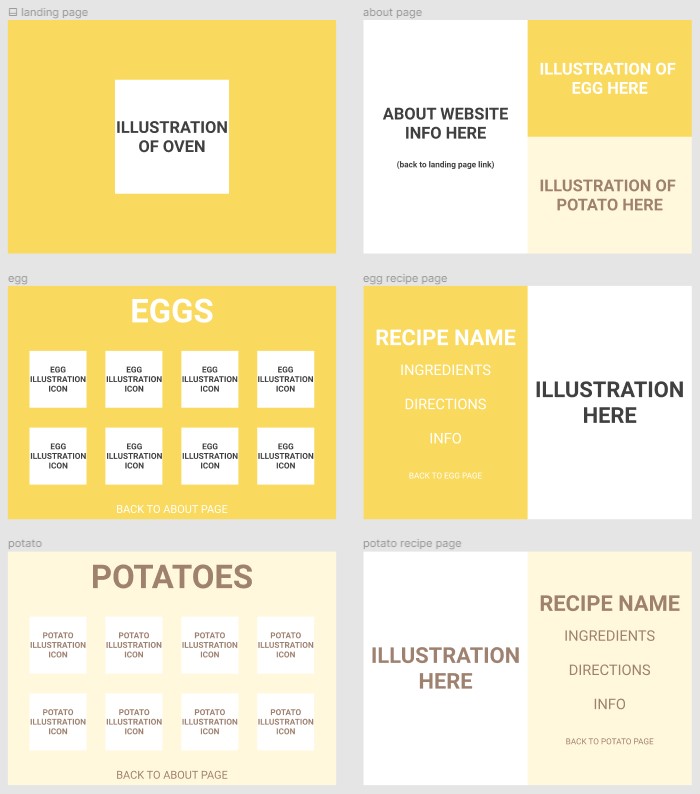 landing page
ILLUSTRATION
OF OVEN
about page
ABOUT WEBSITE
INFO HERE
(back to landing page link)
ILLUSTRATION OF
EGG HERE
ILLUSTRATION OF
POTATO HERE
egg
EGGS
EGG
ILLUSTRATION
ICON
EGG
ILLUSTRATION
ICON
EGG
ILLUSTRATION
ICON
EGG
ILLUSTRATION
ICON
EGG
ILLUSTRATION
ICON
EGG
ILLUSTRATION
ICON
EGG
ILLUSTRATION
ICON
EGG
ILLUSTRATION
ICON
BACK TO ABOUT PAGE
egg recipe page
RECIPE NAME
INGREDIENTS
DIRECTIONS
INFO
BACK TO EGG PAGE
ILLUSTRATION
HERE
potato
POTATOES
POTATO
ILLUSTRATION
ICON
POTATO
ILLUSTRATION
ICON
POTATO
ILLUSTRATION
ICON
POTATO
ILLUSTRATION
ICON
POTATO
ILLUSTRATION
ICON
POTATO
ILLUSTRATION
ICON
POTATO
ILLUSTRATION
ICON
POTATO
ILLUSTRATION
ICON
BACK TO ABOUT PAGE
potato recipe page
ILLUSTRATION
HERE
RECIPE NAME
INGREDIENTS
DIRECTIONS
INFO
BACK TO POTATO PAGE